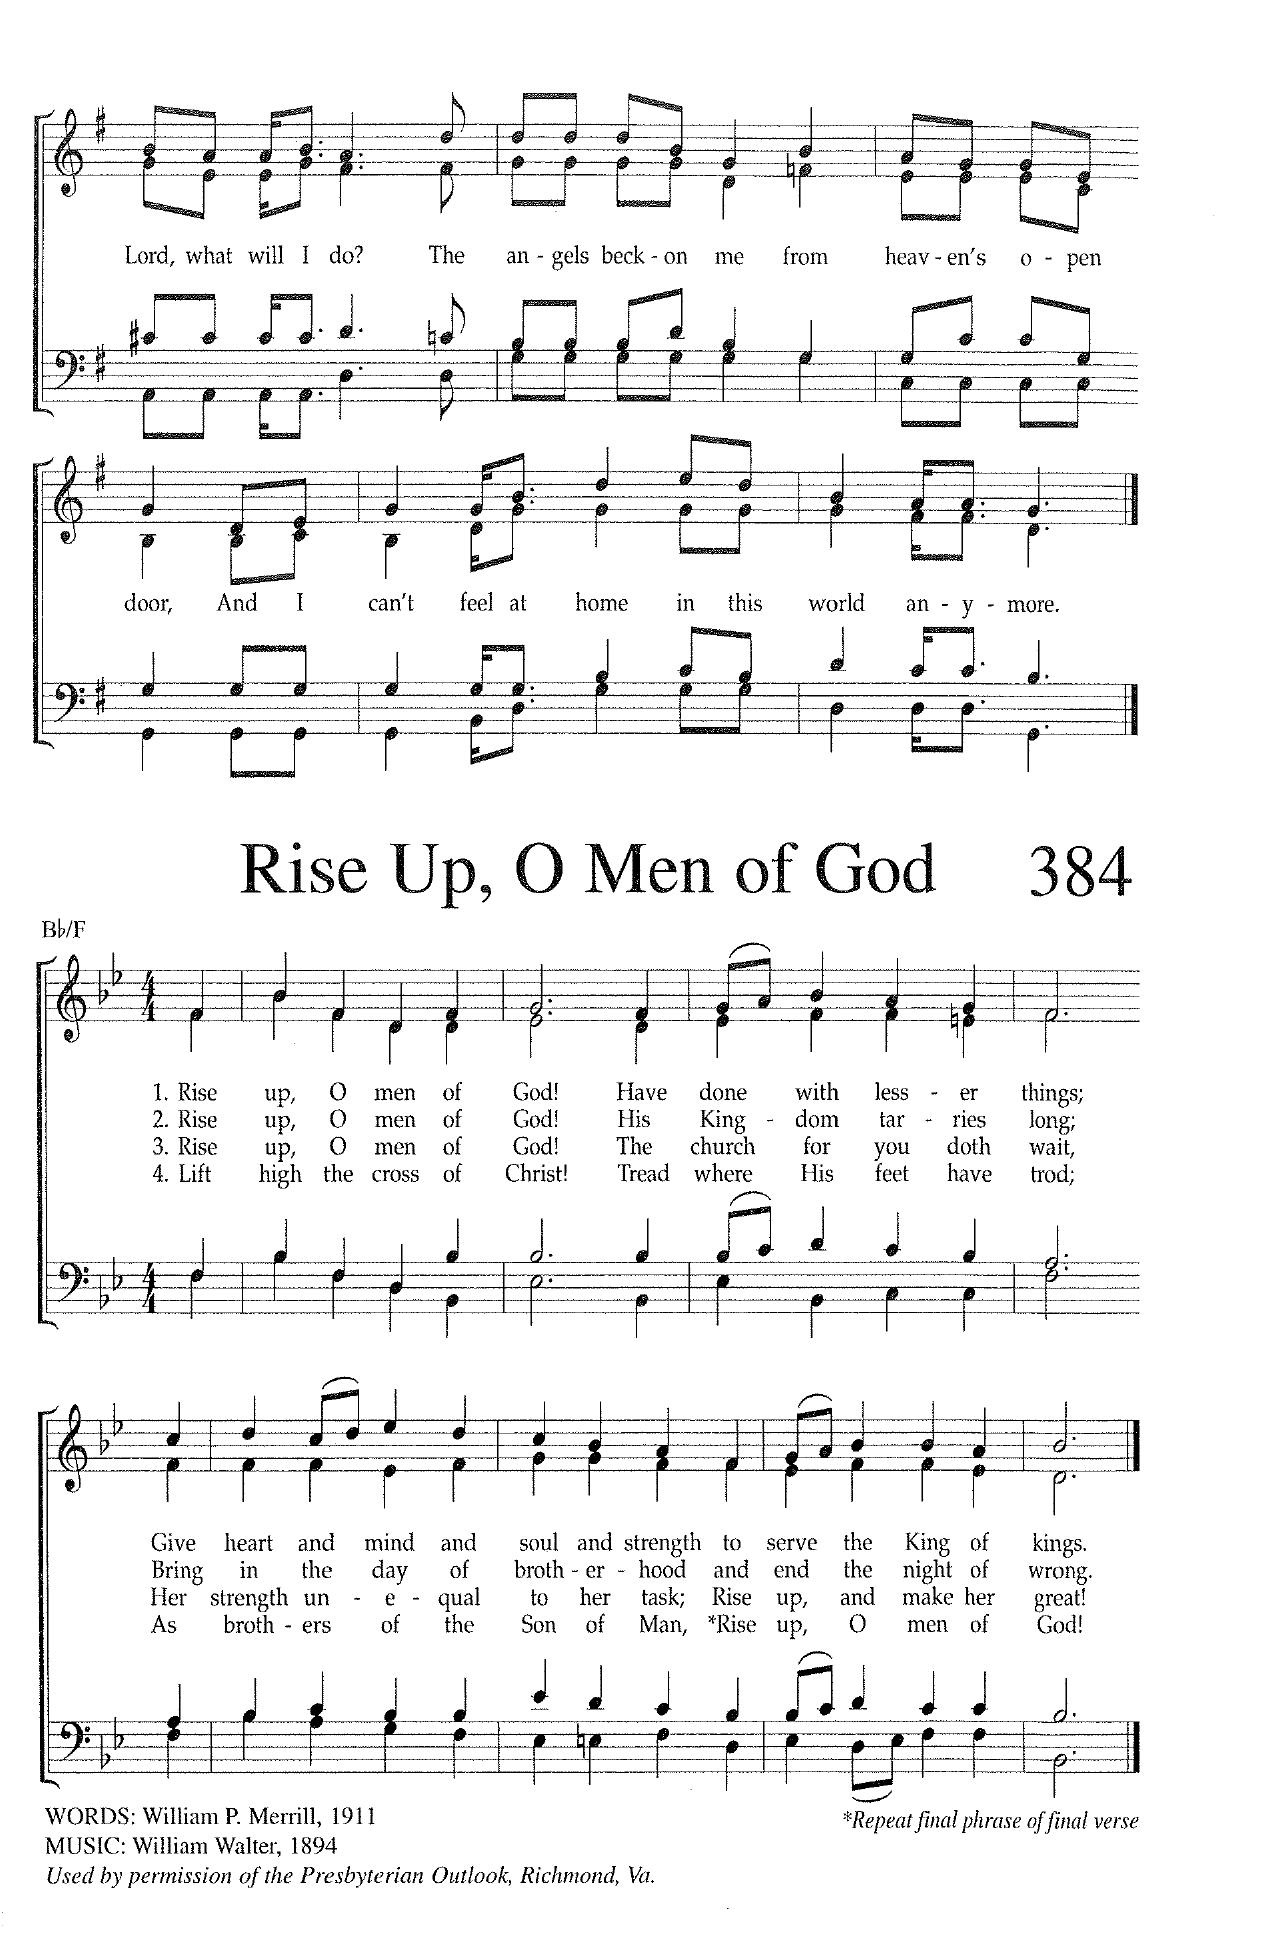 Lord, what will I do? The an - gels beck - on me from heav - en's o - pen
door, And I can't feel at home in this world an - y - more.
Rise Up, O Men of God 384
B♭/F
1. Rise up, O men of God! Have done with less - er things;
2. Rise up, O men of God! His King - dom tar - ries long;
3. Rise up, O men of God! The church for you doth wait,
4. Lift high the cross of Christ! Tread where His feet have trod;
Give heart and mind and soul and strength to serve the King of kings.
Bring in the day of broth - er - hood and end the night of wrong.
Her strength un - e - qual to her task; Rise up, and make her great!
As broth - ers of the Son of Man, *Rise up, O men of God!
WORDS: William P. Merrill, 1911
*Repeat final phrase of final verse
MUSIC: William Walter, 1894
Used by permission of the Presbyterian Outlook, Richmond, Va.